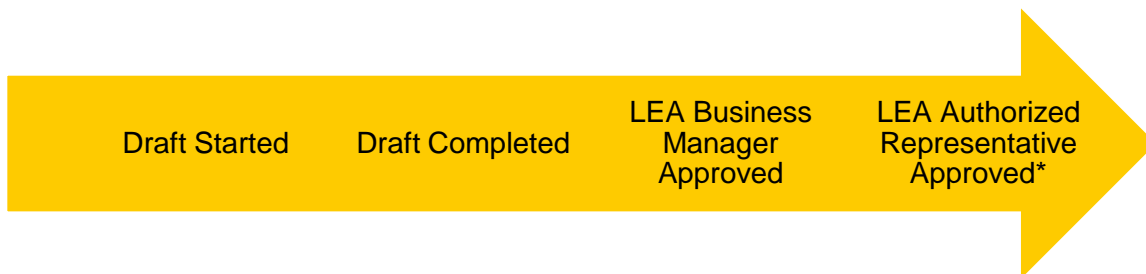 Draft Started
Draft Completed
LEA Business
Manager
Approved
LEA Authorized
Representative
Approved*